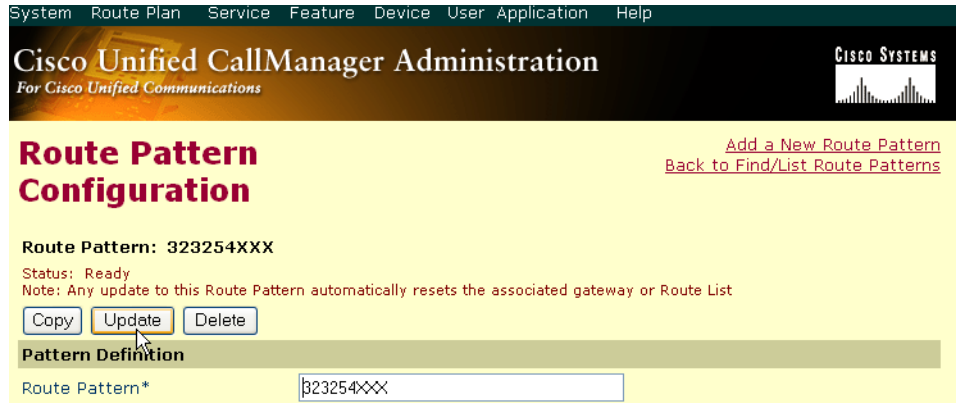 System Route Plan Service Feature Device User Application Help
Cisco Unified CallManager Administration
For Cisco Unified Communications
CISCO SYSTEMS
Route Pattern
Configuration
Add a New Route Pattern
Back to Find/List Route Patterns
Route Pattern: 323254XXX
Status: Ready
Note: Any update to this Route Pattern automatically resets the associated gateway or Route List
Copy Update Delete
Pattern Definition
Route Pattern* 323254XXX